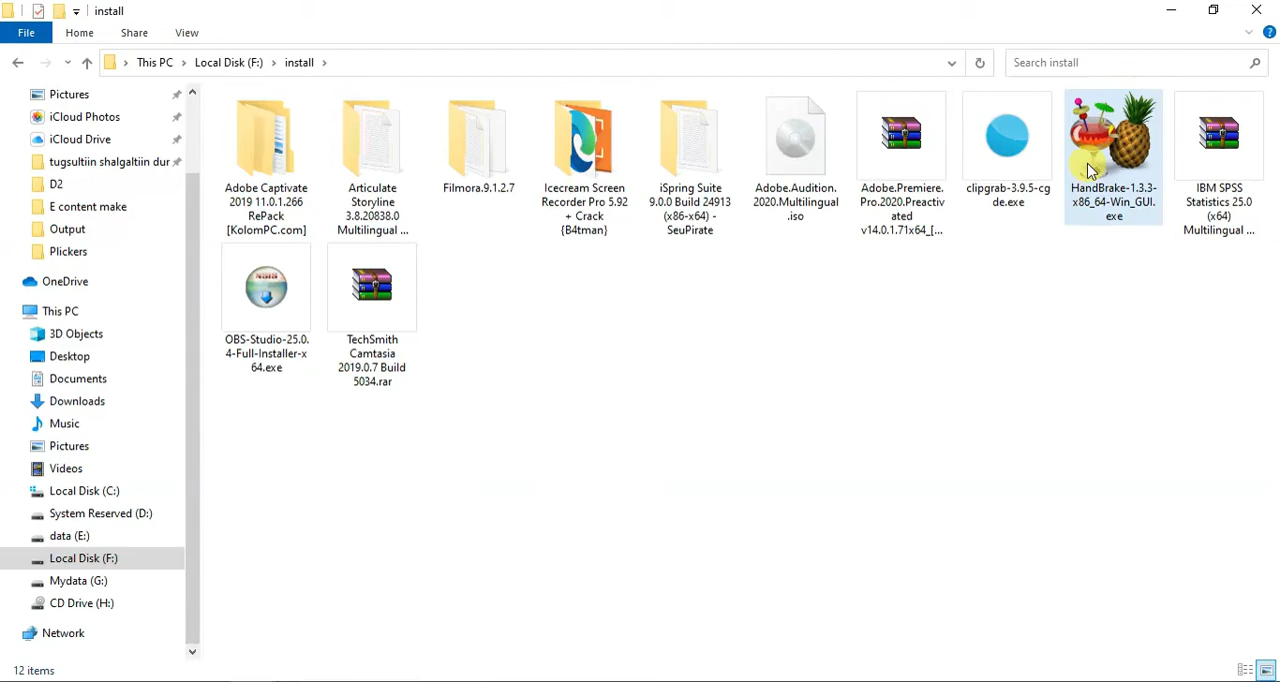 install
File
Home
Share
View
This PC
Local Disk (F:)
install
Search install
Pictures
iCloud Photos
iCloud Drive
tugsultiin shalgaltiin dur
D2
E content make
Output
Plickers
OneDrive
This PC
3D Objects
Desktop
Documents
Downloads
Music
Pictures
Videos
Local Disk (C:)
System Reserved (D:)
data (E:)
Local Disk (F:)
Mydata (G:)
CD Drive (H:)
Network
Adobe Captivate
2019 11.0.1.266
RePack
[KolomPC.com]
Articulate
Storyline
3.8.20838.0
Multilingual ...
Filmora.9.1.2.7
Icecream Screen
Recorder Pro 5.92
+ Crack
{B4tman}
iSpring Suite
9.0.0 Build 24913
(x86-x64) -
SeuPirate
Adobe.Audition.
2020.Multilingual
.iso
Adobe.Premiere.
Pro.2020.Preactiv
ated
v14.0.1.71x64_[...
clipgrab-3.9.5-cg
de.exe
HandBrake-1.3.3-
x86_64-Win_GUI.
exe
IBM SPSS
Statistics 25.0
(x64)
Multilingual ...
NSIS
OBS-Studio-25.0.
4-Full-Installer-x
64.exe
TechSmith
Camtasia
2019.0.7 Build
5034.rar
12 items